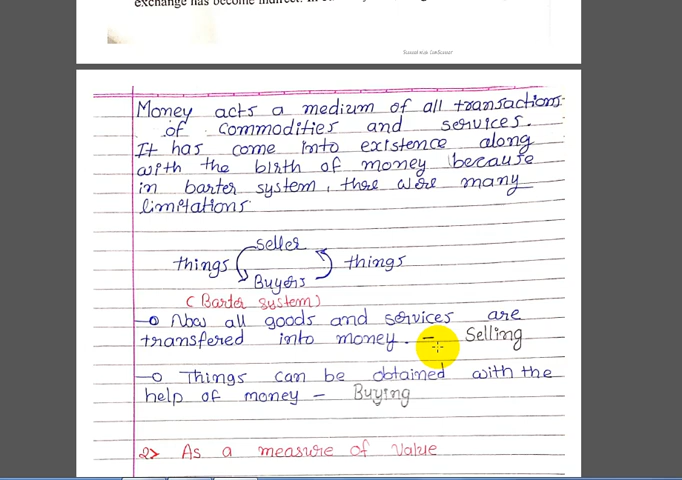 Money acts a medium of all transactions
of commodities and services.
It has come into existence along
with the birth of money because
in barter system, there were many
limitations
seller
things things
Buyers
(Barter system)
Now all goods and services are
transfered into money. - Selling
Things can be obtained with the
help of money - Buying
2> As a measure of value